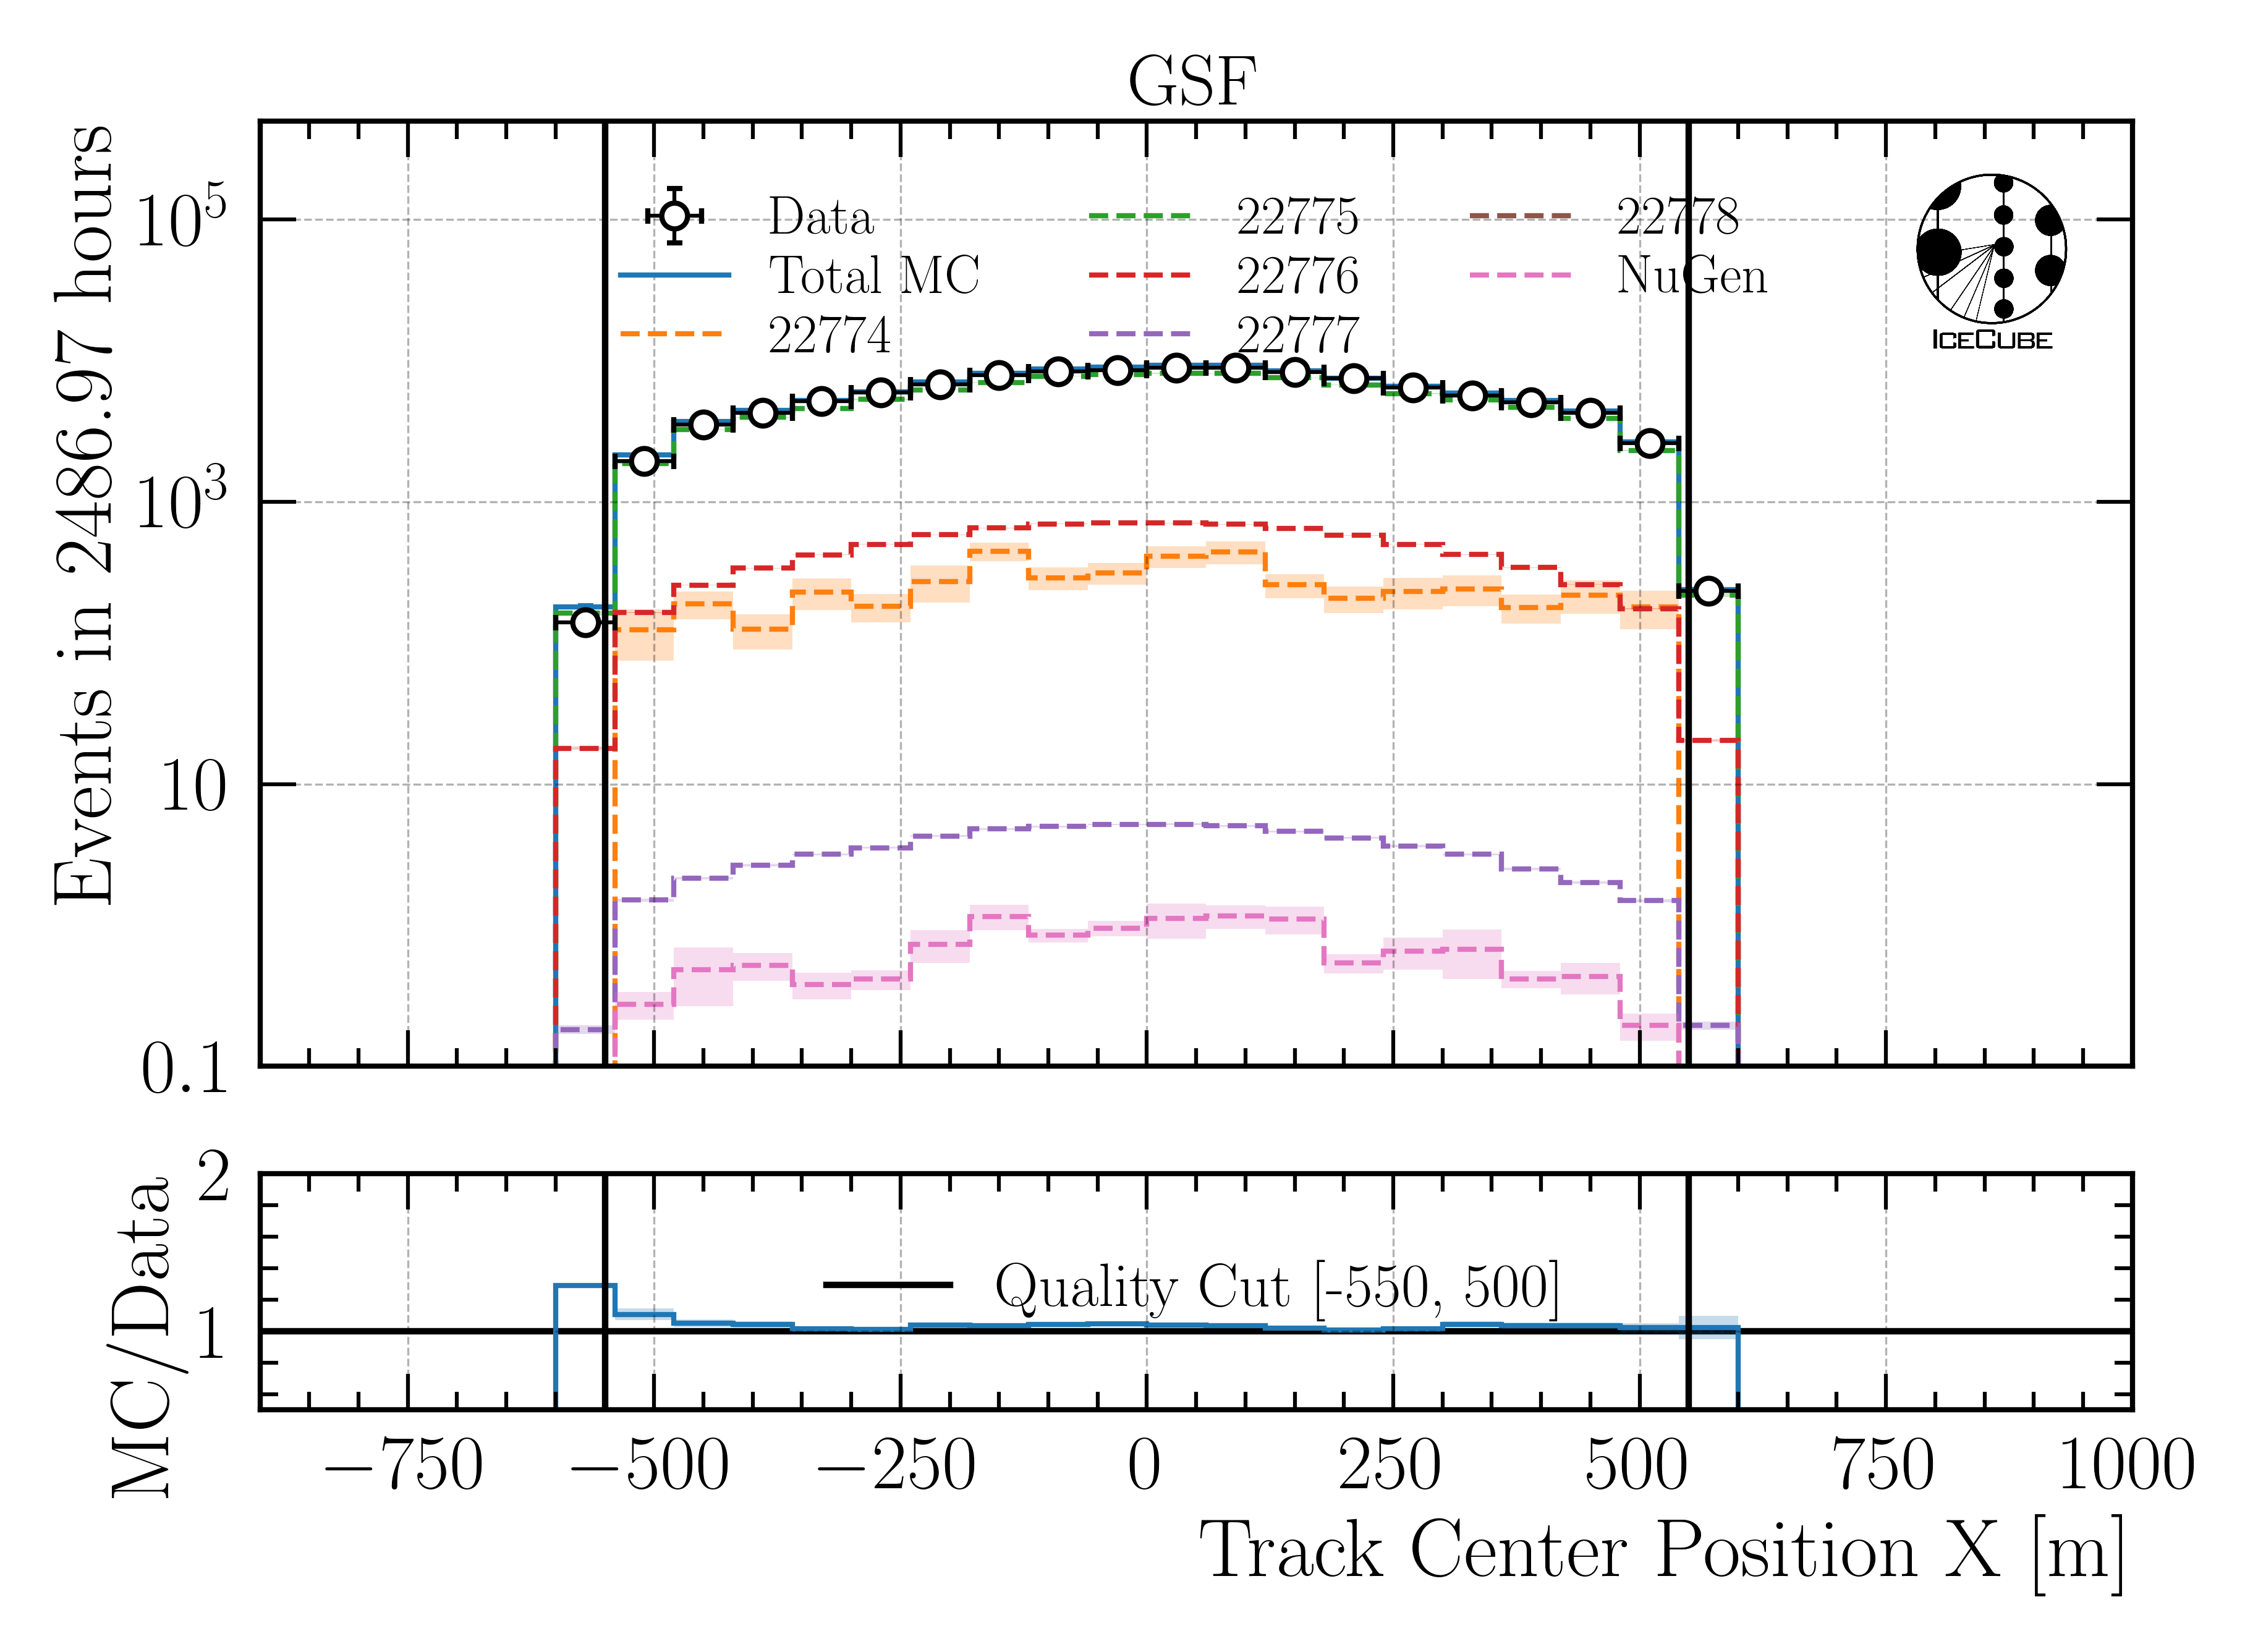 GSF
Events in 2486.97 hours
10^5
10^3
10
0.1
Data
Total MC
22774
22775
22776
22777
22778
NuGen
ICECUBE
MC/Data
2
1
Quality Cut [-550, 500]
−750 −500 −250 0 250 500 750 1000
Track Center Position X [m]